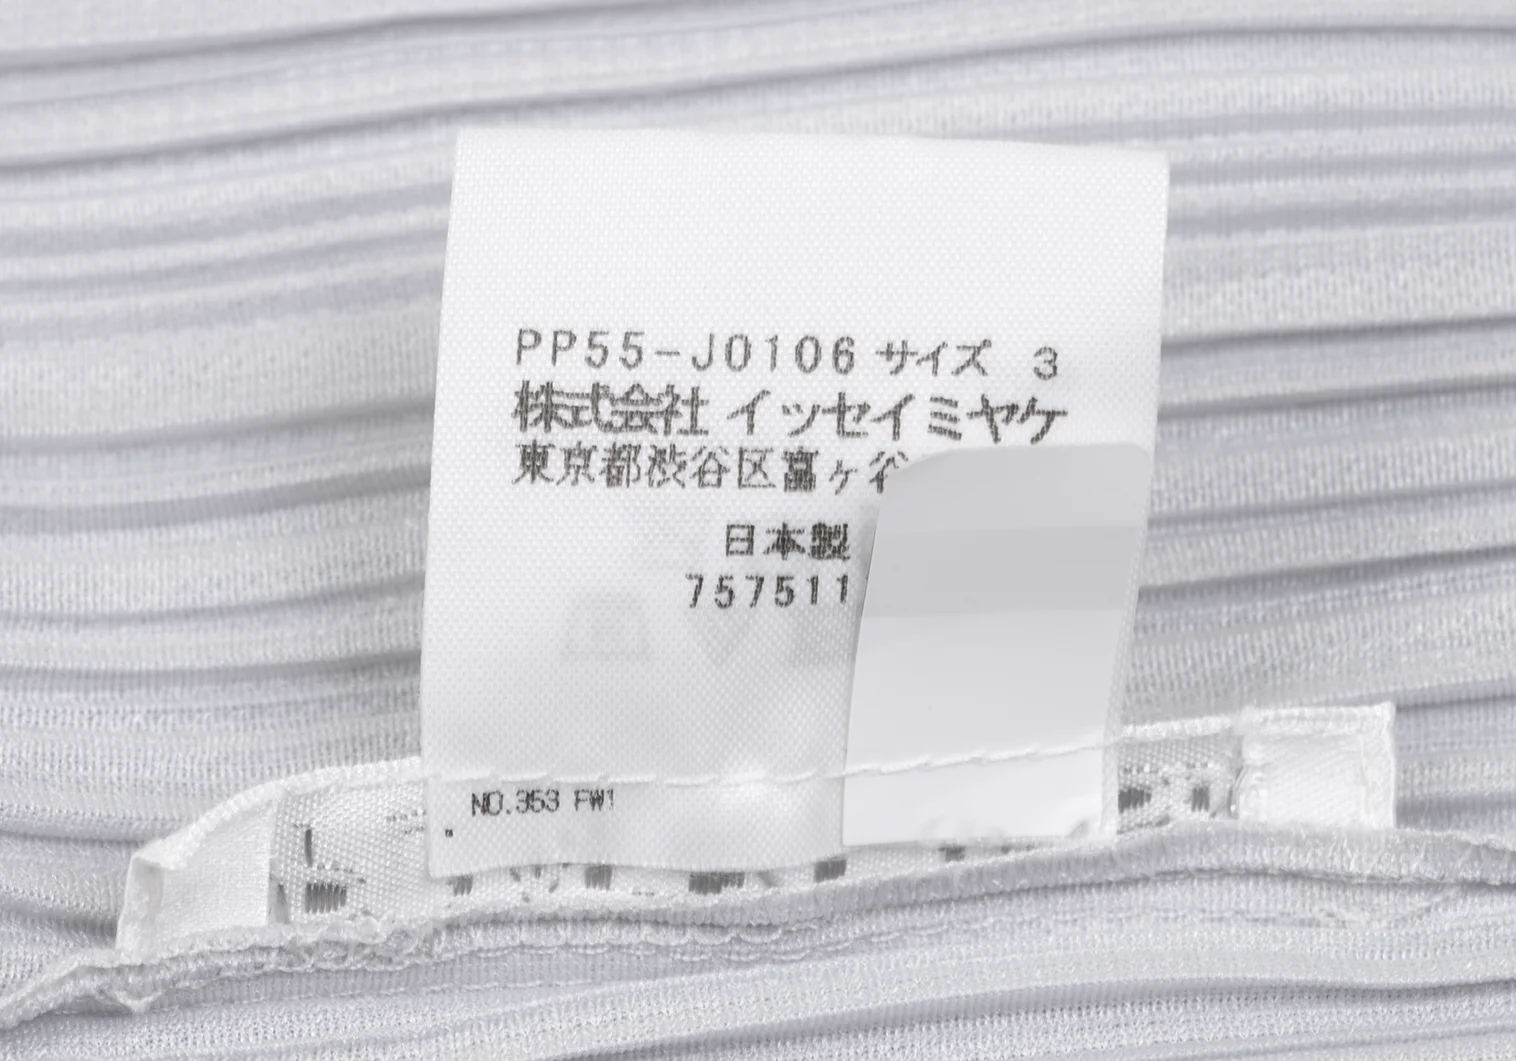 PP55-J0106 サイズ 3
株式会社 イッセイミヤケ
東京都渋谷区富ヶ谷
日本製
757511
NO.353 FW1